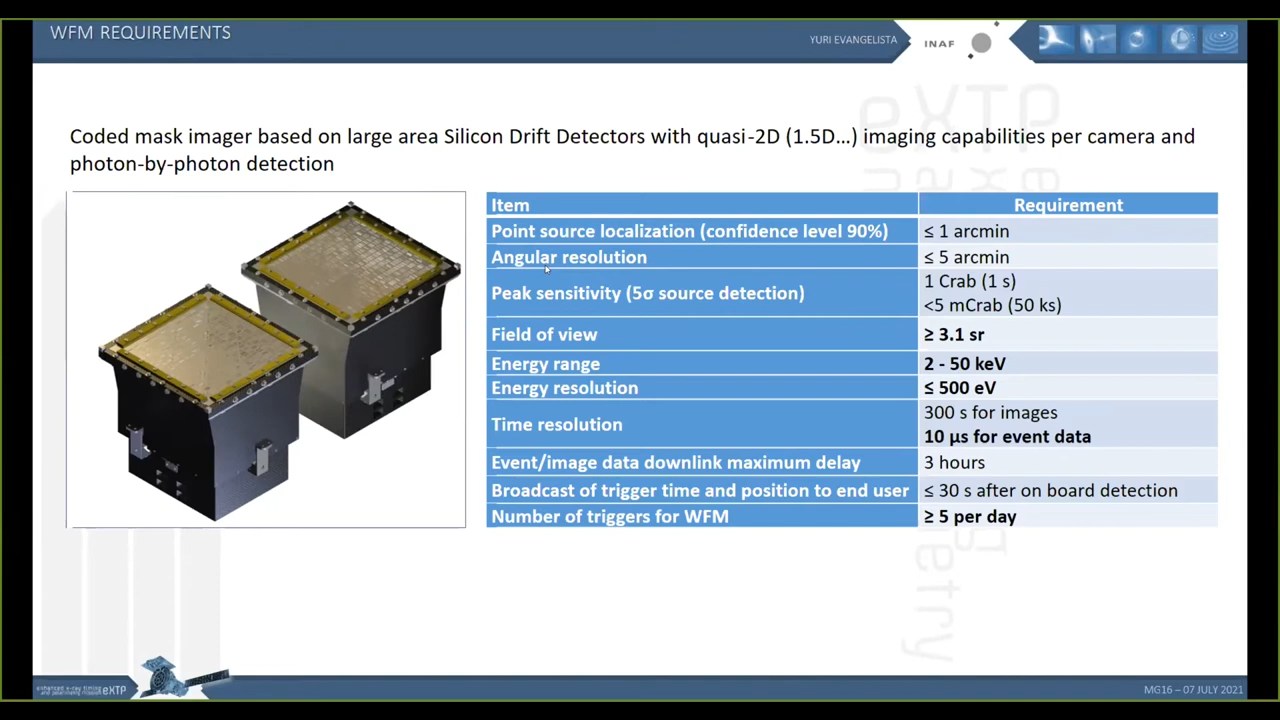 WFM REQUIREMENTS
YURI EVANGELISTA
INAF
Coded mask imager based on large area Silicon Drift Detectors with quasi-2D (1.5D…) imaging capabilities per camera and
photon-by-photon detection
Item Requirement
Point source localization (confidence level 90%) ≤ 1 arcmin
Angular resolution ≤ 5 arcmin
Peak sensitivity (5σ source detection) 1 Crab (1 s)
<5 mCrab (50 ks)
Field of view ≥ 3.1 sr
Energy range 2 - 50 keV
Energy resolution ≤ 500 eV
Time resolution 300 s for images
10 µs for event data
Event/image data downlink maximum delay 3 hours
Broadcast of trigger time and position to end user ≤ 30 s after on board detection
Number of triggers for WFM ≥ 5 per day
enhanced x-ray timing
and polarimetry mission eXTP
MG16 – 07 JULY 2021